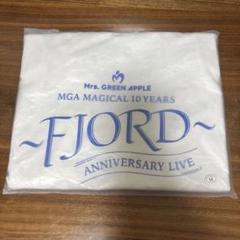 Mrs. GREEN APPLE
MGA MAGICAL 10 YEARS
~FJORD~
ANNIVERSARY LIVE